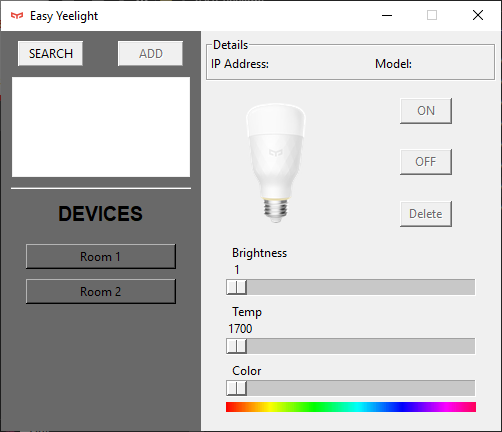 Easy Yeelight
SEARCH
ADD
DEVICES
Room 1
Room 2
Details
IP Address:
Model:
ON
OFF
Delete
Brightness
1
Temp
1700
Color